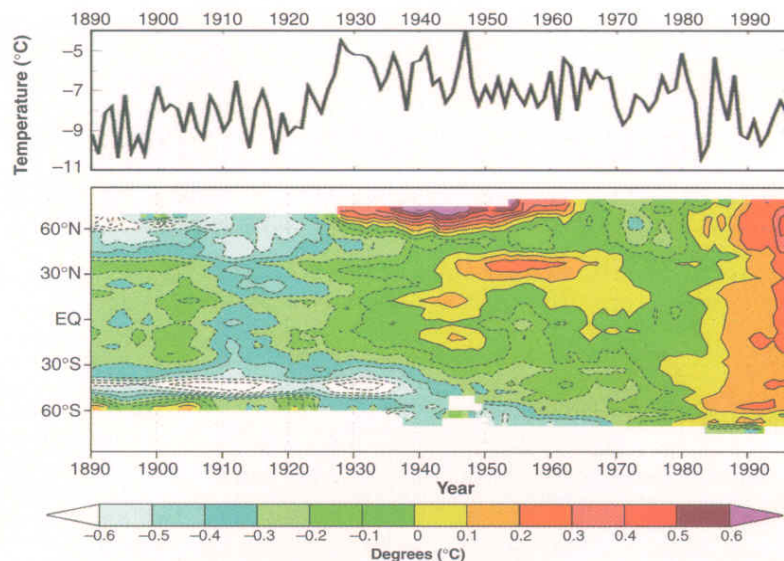 1890 1900 1910 1920 1930 1940 1950 1960 1970 1980 1990
Temperature (°C)
−5
−7
−9
−11
60°N
30°N
EQ
30°S
60°S
1890 1900 1910 1920 1930 1940 1950 1960 1970 1980 1990
Year
−0.6 −0.5 −0.4 −0.3 −0.2 −0.1 0 0.1 0.2 0.3 0.4 0.5 0.6
Degrees (°C)